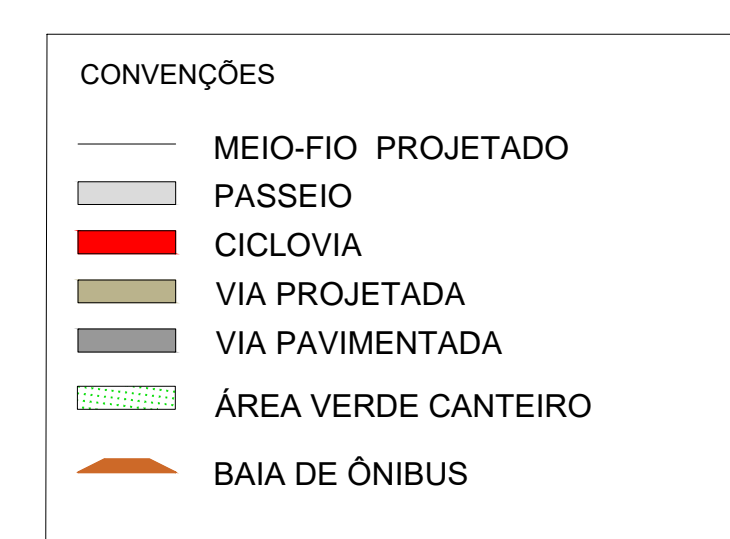 CONVENÇÕES
MEIO-FIO PROJETADO
PASSEIO
CICLOVIA
VIA PROJETADA
VIA PAVIMENTADA
ÁREA VERDE CANTEIRO
BAIA DE ÔNIBUS